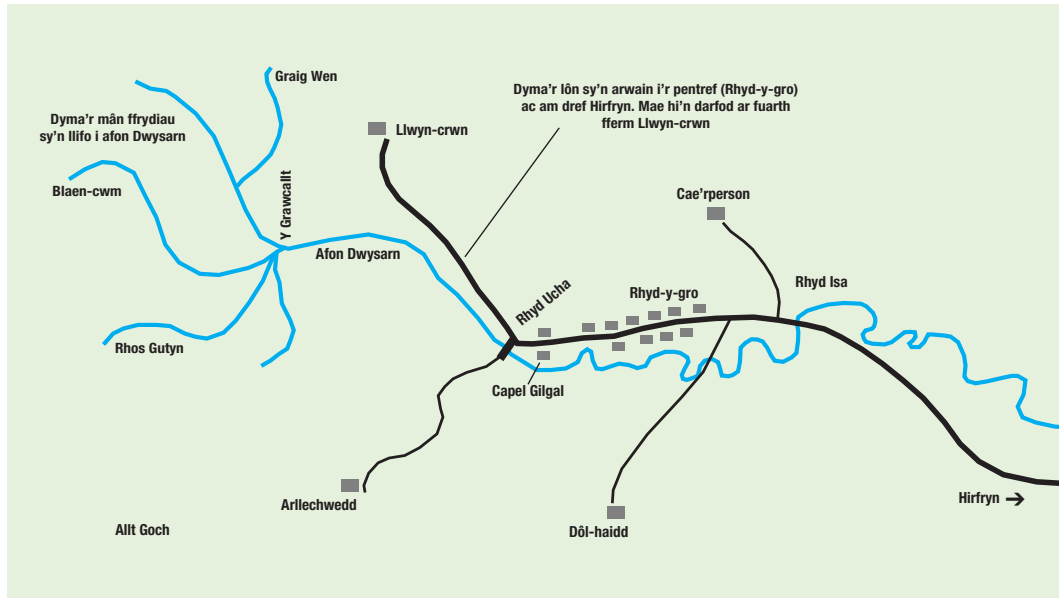 Graig Wen
Dyma'r mân ffrydiau
sy'n llifo i afon Dwysarn
Blaen-cwm
Llwyn-crwn
Dyma'r lôn sy'n arwain i'r pentref (Rhyd-y-gro)
ac am dref Hirfryn. Mae hi'n darfod ar fuarth
fferm Llwyn-crwn
Y Grawcallt
Afon Dwysarn
Cae'rperson
Rhyd Ucha
Rhyd-y-gro
Rhyd Isa
Rhos Gutyn
Capel Gilgal
Arllechwedd
Hirfryn →
Allt Goch
Dôl-haidd